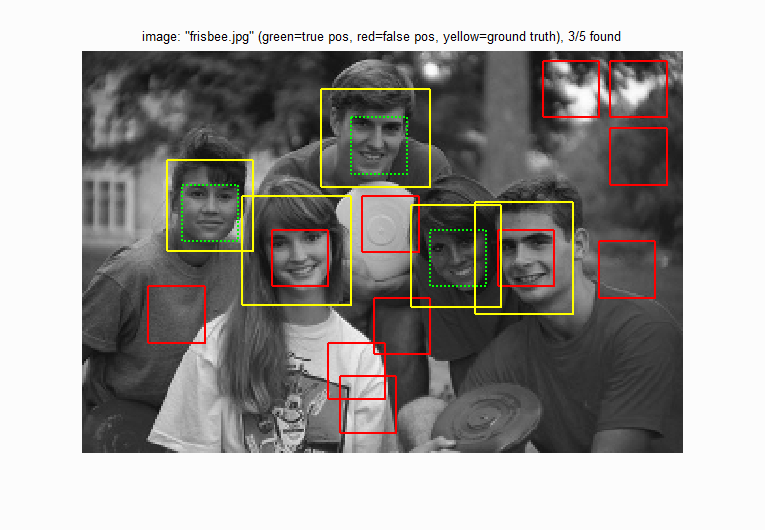 image: "frisbee.jpg" (green=true pos, red=false pos, yellow=ground truth), 3/5 found